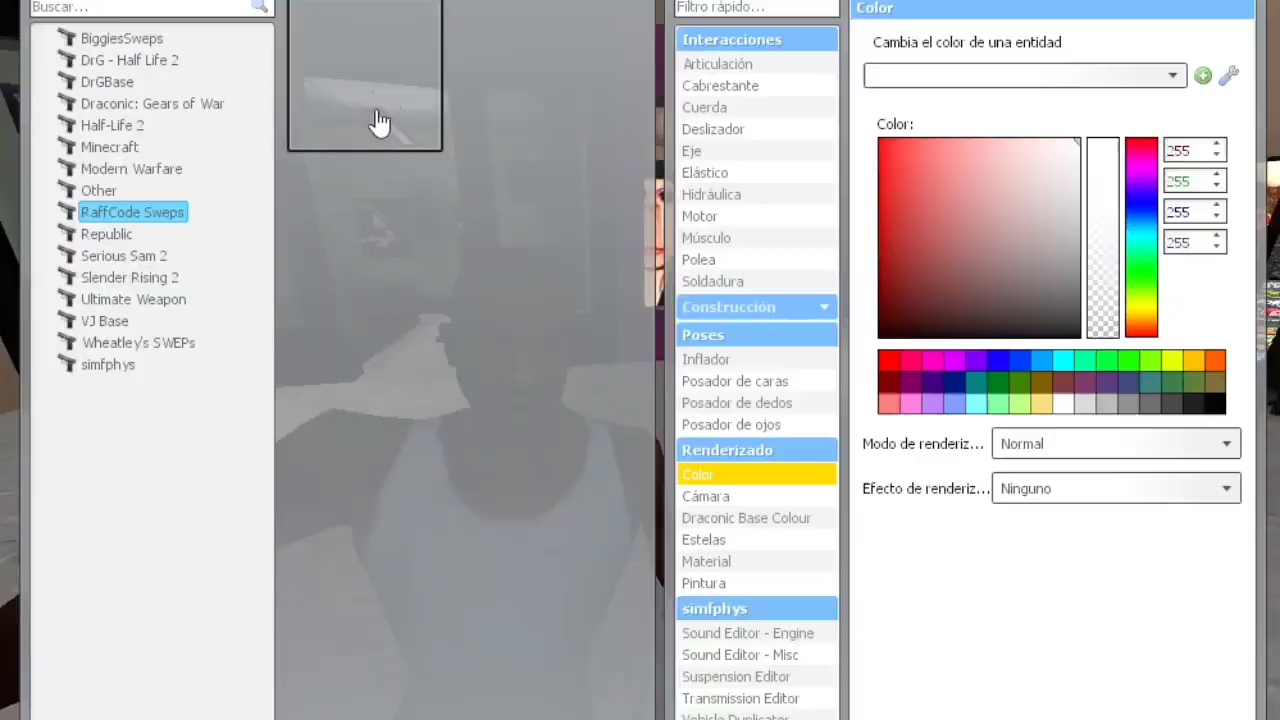 Buscar...
BiggiesSweps
DrG - Half Life 2
DrGBase
Draconic: Gears of War
Half-Life 2
Minecraft
Modern Warfare
Other
RaffCode Sweps
Republic
Serious Sam 2
Slender Rising 2
Ultimate Weapon
VJ Base
Wheatley's SWEPs
simfphys
Filtro rápido...
Interacciones
Articulación
Cabrestante
Cuerda
Deslizador
Eje
Elástico
Hidráulica
Motor
Músculo
Polea
Soldadura
Construcción
Poses
Inflador
Posador de caras
Posador de dedos
Posador de ojos
Renderizado
Color
Cámara
Draconic Base Colour
Estelas
Material
Pintura
simfphys
Sound Editor - Engine
Sound Editor - Misc
Suspension Editor
Transmission Editor
Vehicle Duplicator
Color
Cambia el color de una entidad
Color:
255
255
255
255
Modo de renderiz... Normal
Efecto de renderiz... Ninguno